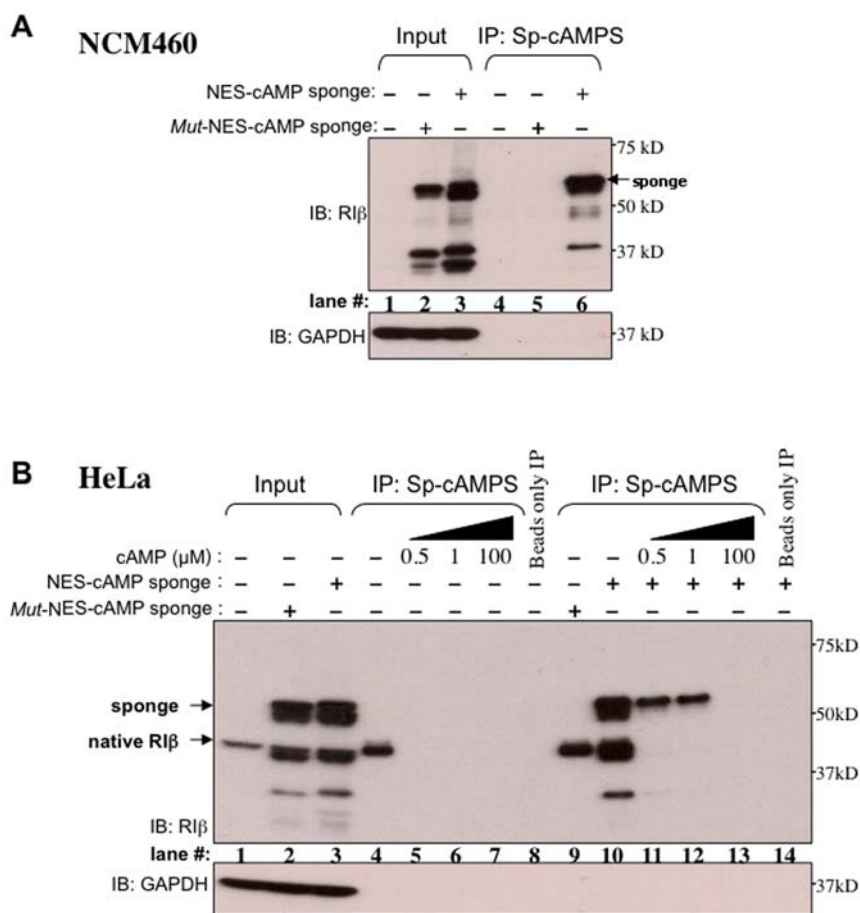 A
NCM460
Input IP: Sp-cAMPS
NES-cAMP sponge: – – + – – +
Mut-NES-cAMP sponge: – + – – + –
75 kD
sponge
50 kD
IB: RIβ
37 kD
lane #: 1 2 3 4 5 6
IB: GAPDH 37 kD
B
HeLa
Input IP: Sp-cAMPS Beads only IP IP: Sp-cAMPS Beads only IP
cAMP (µM) : – – – – 0.5 1 100 – – – 0.5 1 100 –
NES-cAMP sponge : – – + – – – – – – + + + + +
Mut-NES-cAMP sponge : – + – – – – – – + – – – – –
75kD
sponge
50kD
native RIβ
37kD
IB: RIβ
lane #: 1 2 3 4 5 6 7 8 9 10 11 12 13 14
IB: GAPDH 37kD